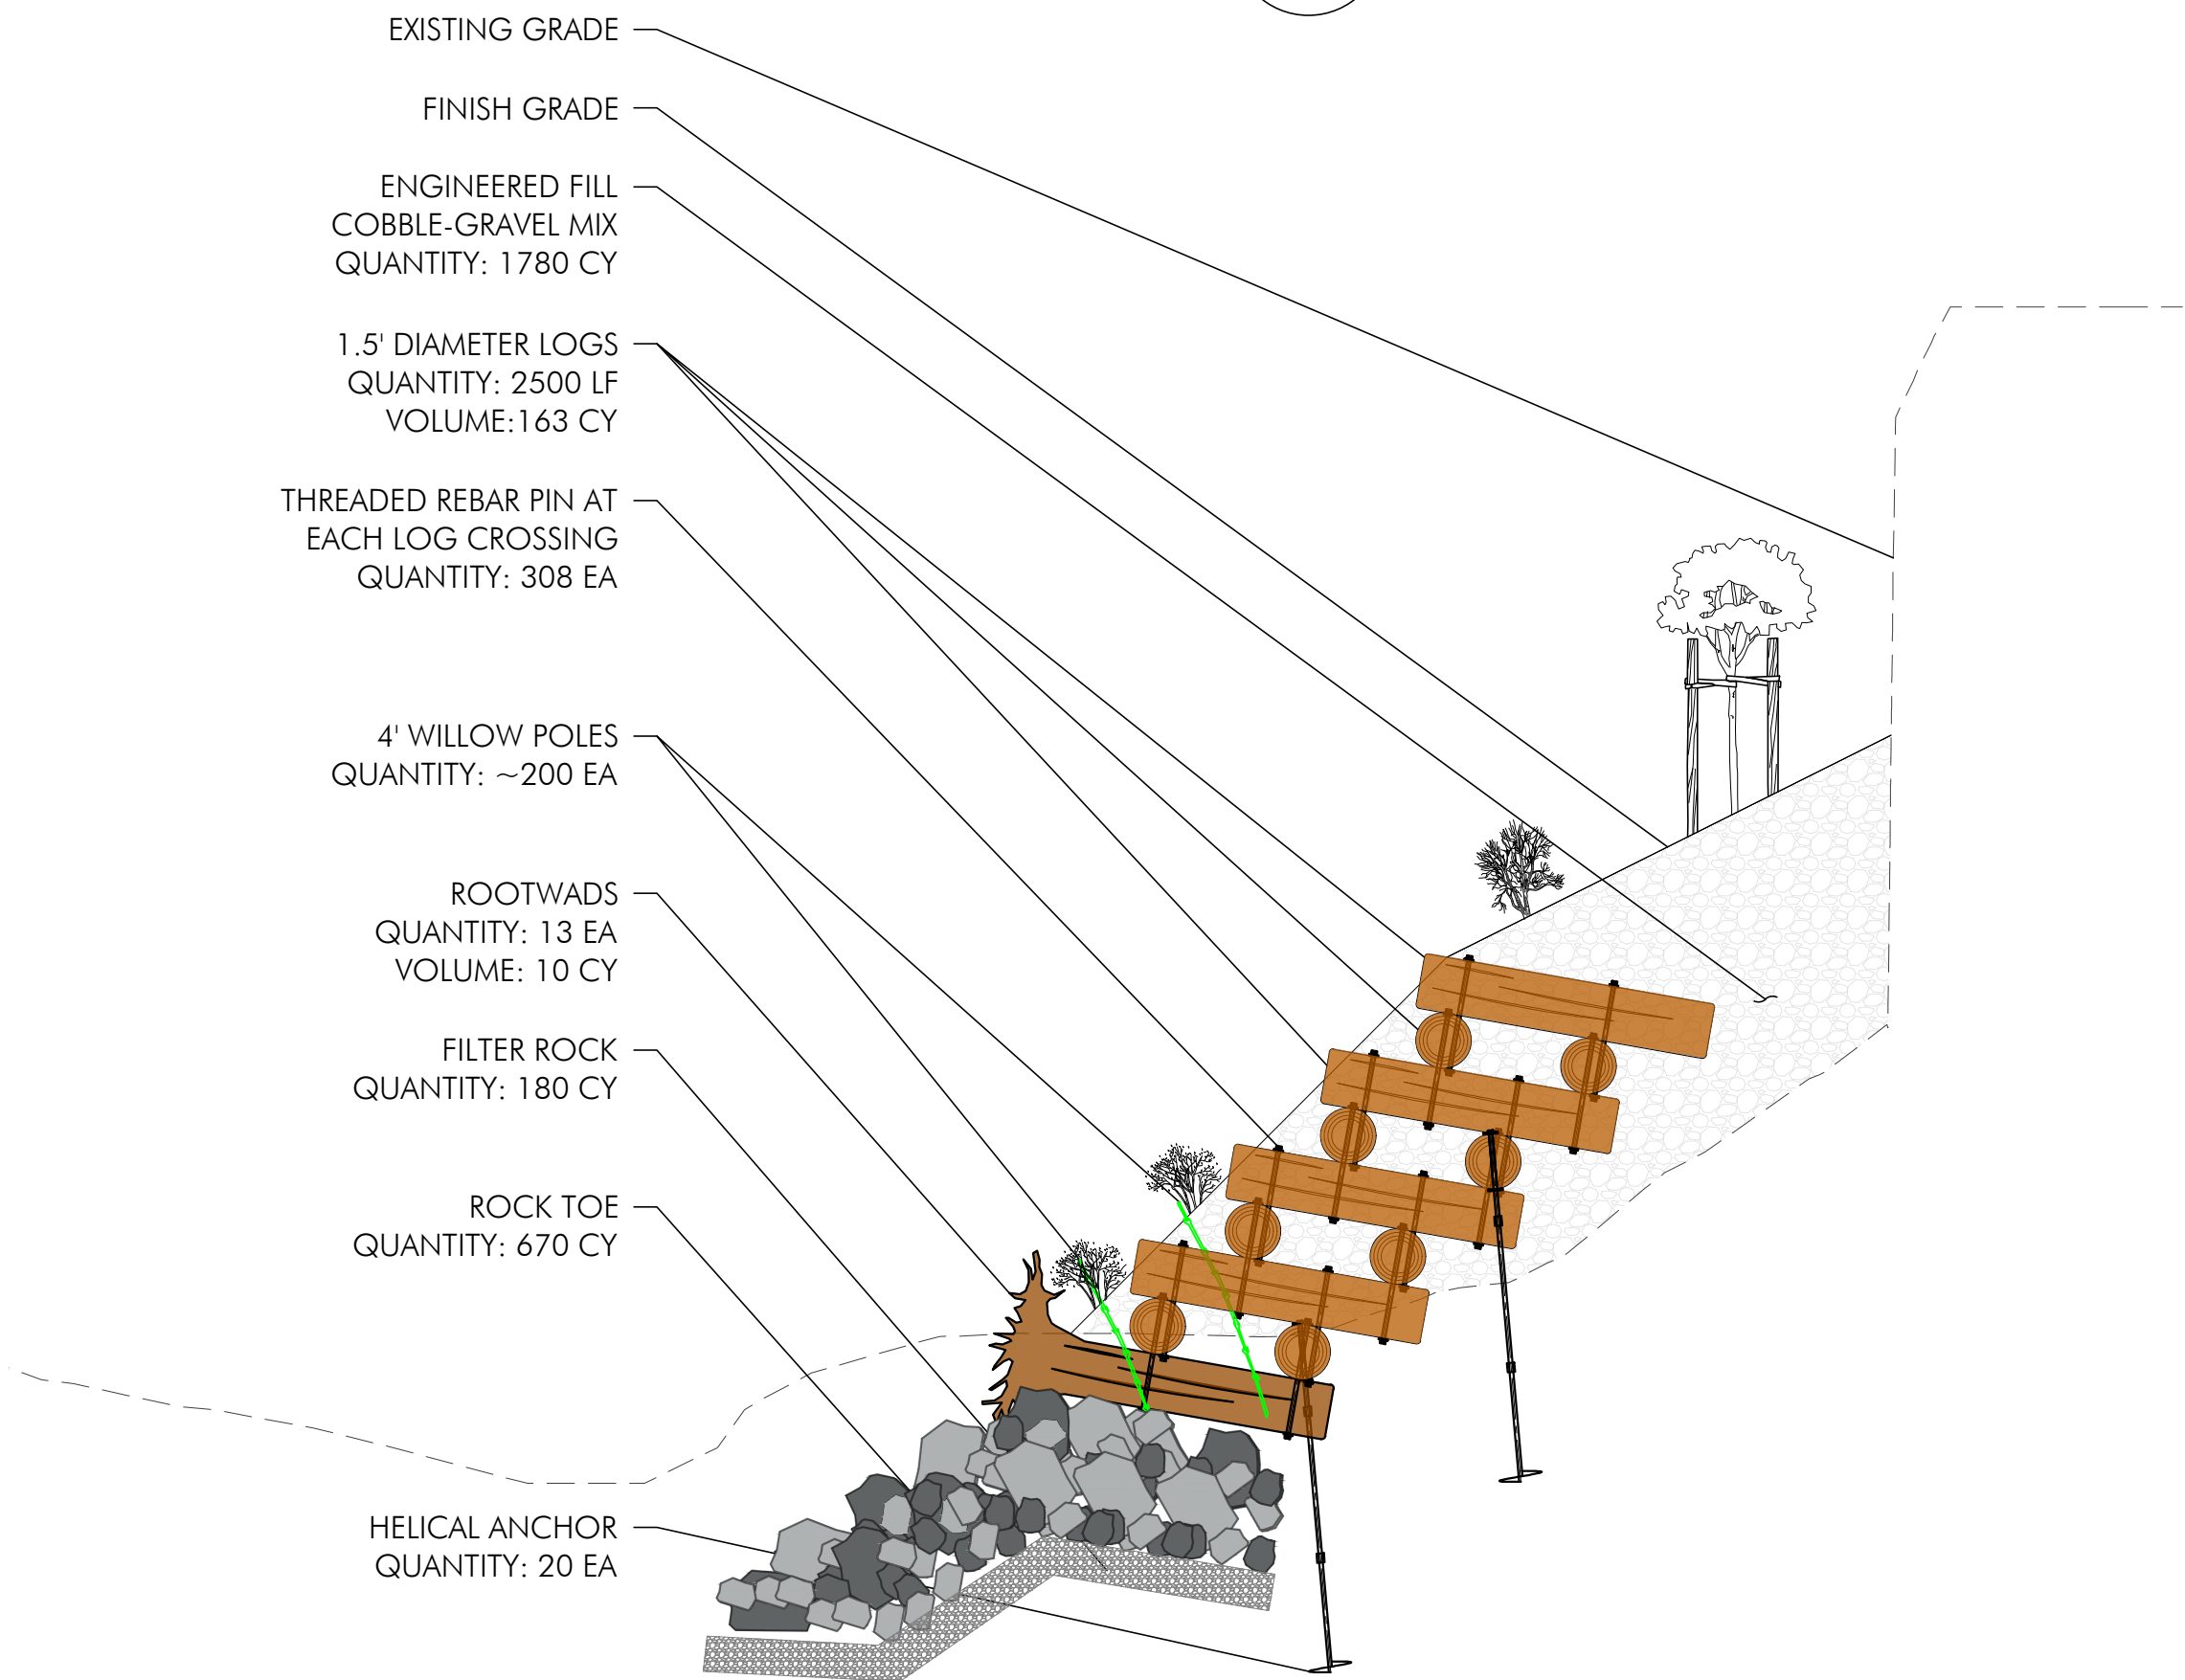 EXISTING GRADE
FINISH GRADE
ENGINEERED FILL
COBBLE-GRAVEL MIX
QUANTITY: 1780 CY
1.5' DIAMETER LOGS
QUANTITY: 2500 LF
VOLUME:163 CY
THREADED REBAR PIN AT
EACH LOG CROSSING
QUANTITY: 308 EA
4' WILLOW POLES
QUANTITY: ~200 EA
ROOTWADS
QUANTITY: 13 EA
VOLUME: 10 CY
FILTER ROCK
QUANTITY: 180 CY
ROCK TOE
QUANTITY: 670 CY
HELICAL ANCHOR
QUANTITY: 20 EA